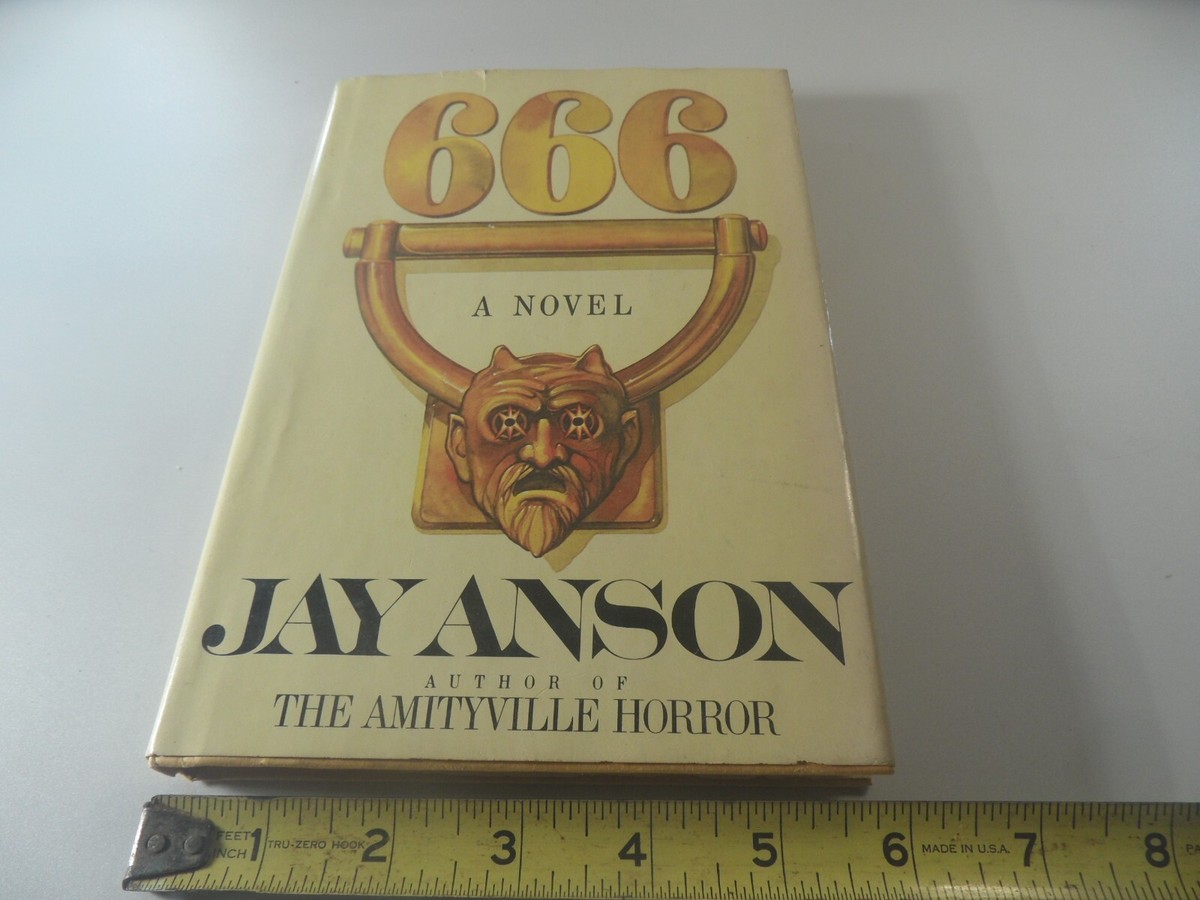 666
A NOVEL
JAY ANSON
AUTHOR OF
THE AMITYVILLE HORROR
FEET
INCH 1 TRU-ZERO HOOK 2 3 4 5 6 MADE IN U.S.A. 7 8